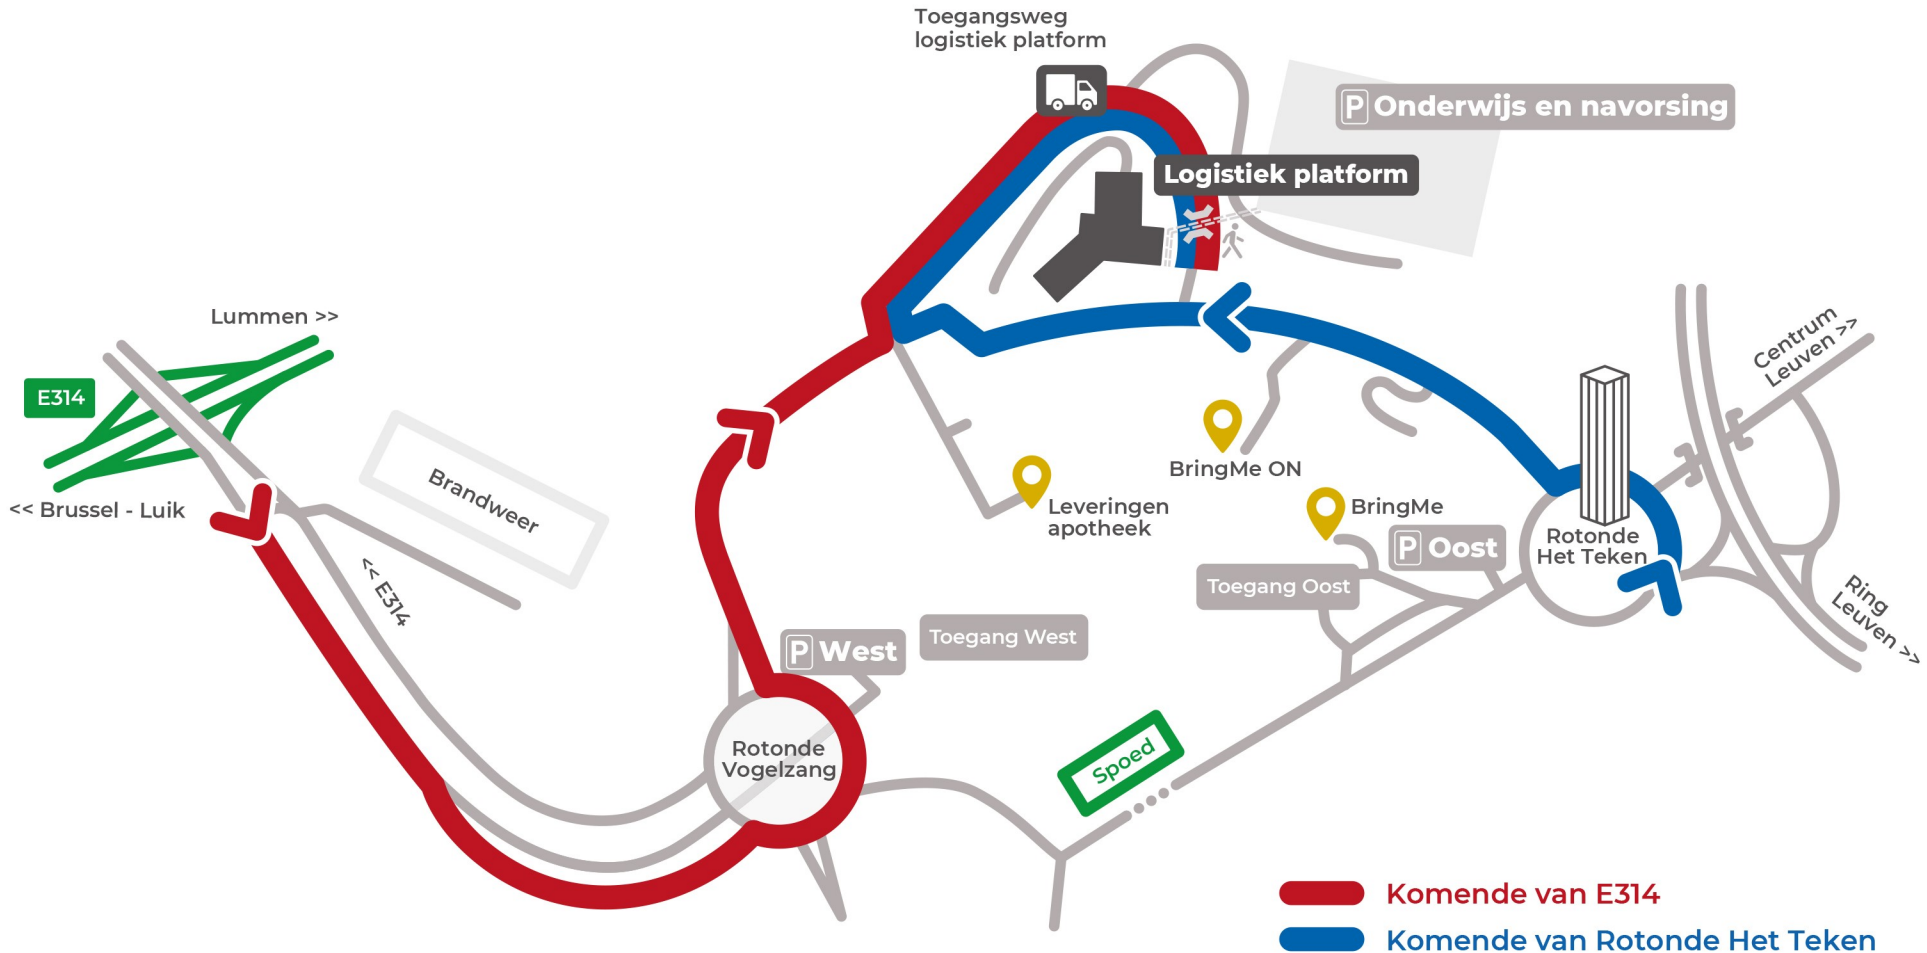 Toegangsweg
logistiek platform
P Onderwijs en navorsing
Logistiek platform
Lummen >>
E314
<< Brussel - Luik
Brandweer
<< E314
Centrum
Leuven >>
BringMe ON
Leveringen
apotheek
BringMe
P Oost
Toegang Oost
Rotonde
Het Teken
Ring
Leuven >>
P West
Toegang West
Rotonde
Vogelzang
Spoed
Komende van E314
Komende van Rotonde Het Teken